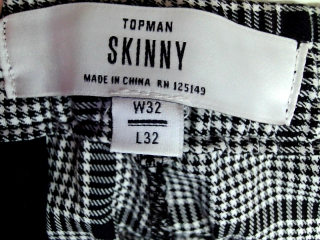 TOPMAN
SKINNY
MADE IN CHINA RN 125149
W32
L32